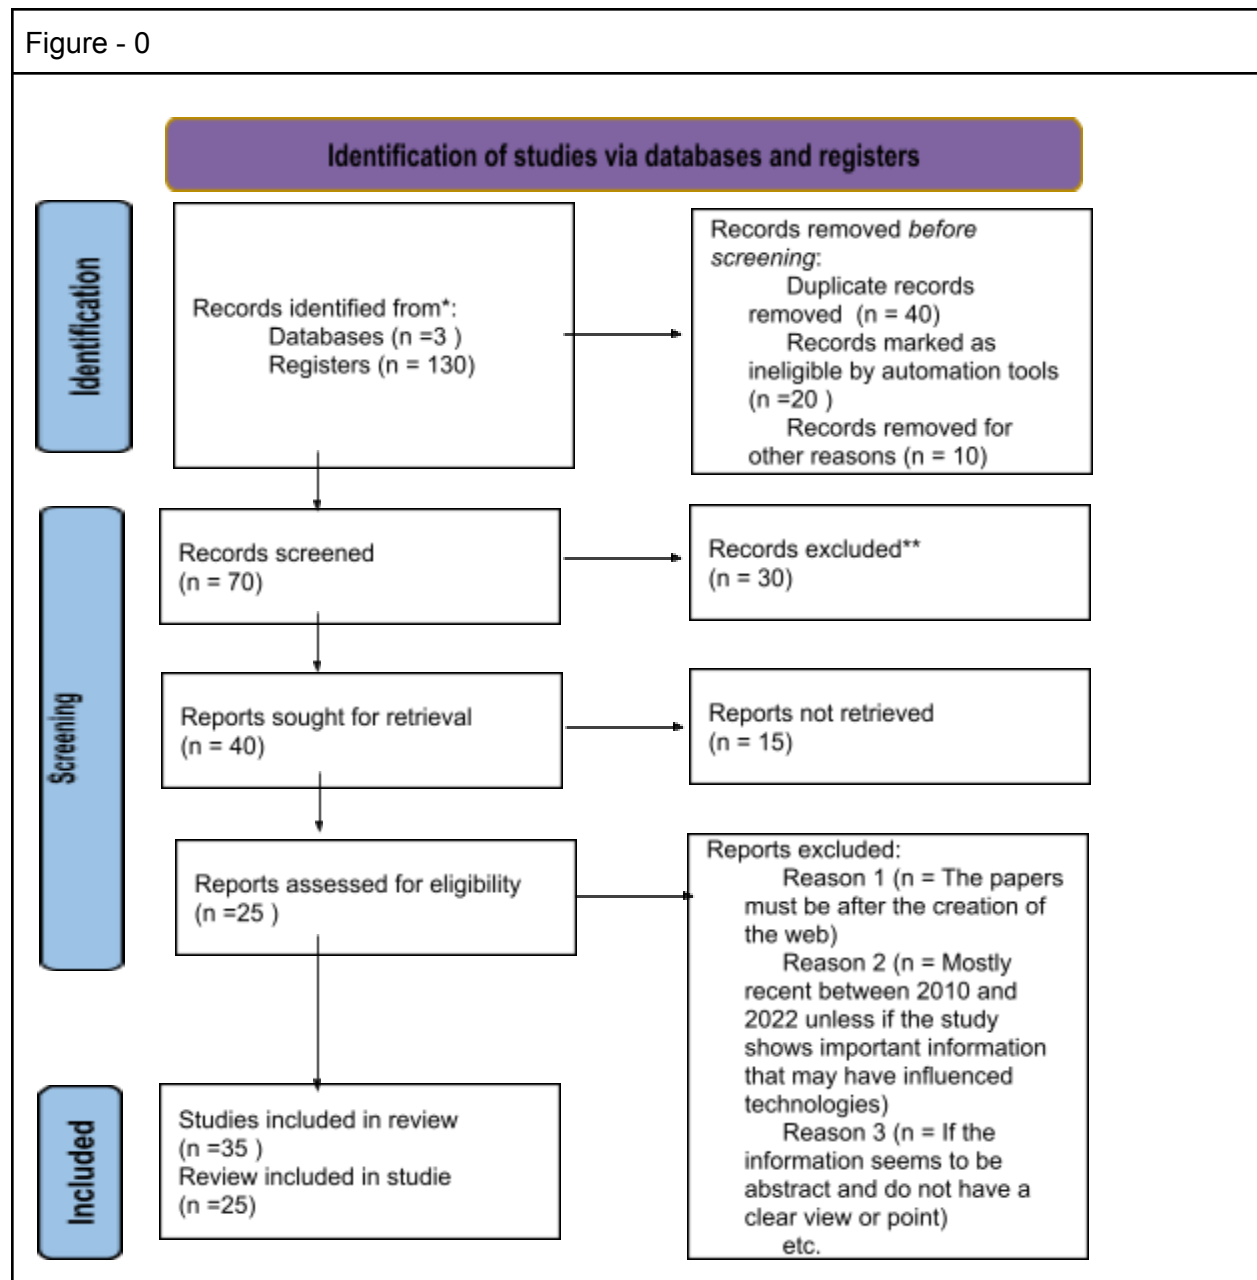 Figure - 0
Identification of studies via databases and registers
Identification
Records identified from*:
Databases (n =3 )
Registers (n = 130)
Records removed before
screening:
Duplicate records
removed  (n = 40)
Records marked as
ineligible by automation tools
(n =20 )
Records removed for
other reasons (n = 10)
Screening
Records screened
(n = 70)
Records excluded**
(n = 30)
Reports sought for retrieval
(n = 40)
Reports not retrieved
(n = 15)
Reports assessed for eligibility
(n =25 )
Reports excluded:
Reason 1 (n = The papers
must be after the creation of
the web)
Reason 2 (n = Mostly
recent between 2010 and
2022 unless if the study
shows important information
that may have influenced
technologies)
Reason 3 (n = If the
information seems to be
abstract and do not have a
clear view or point)
etc.
Included
Studies included in review
(n =35 )
Review included in studie
(n =25)